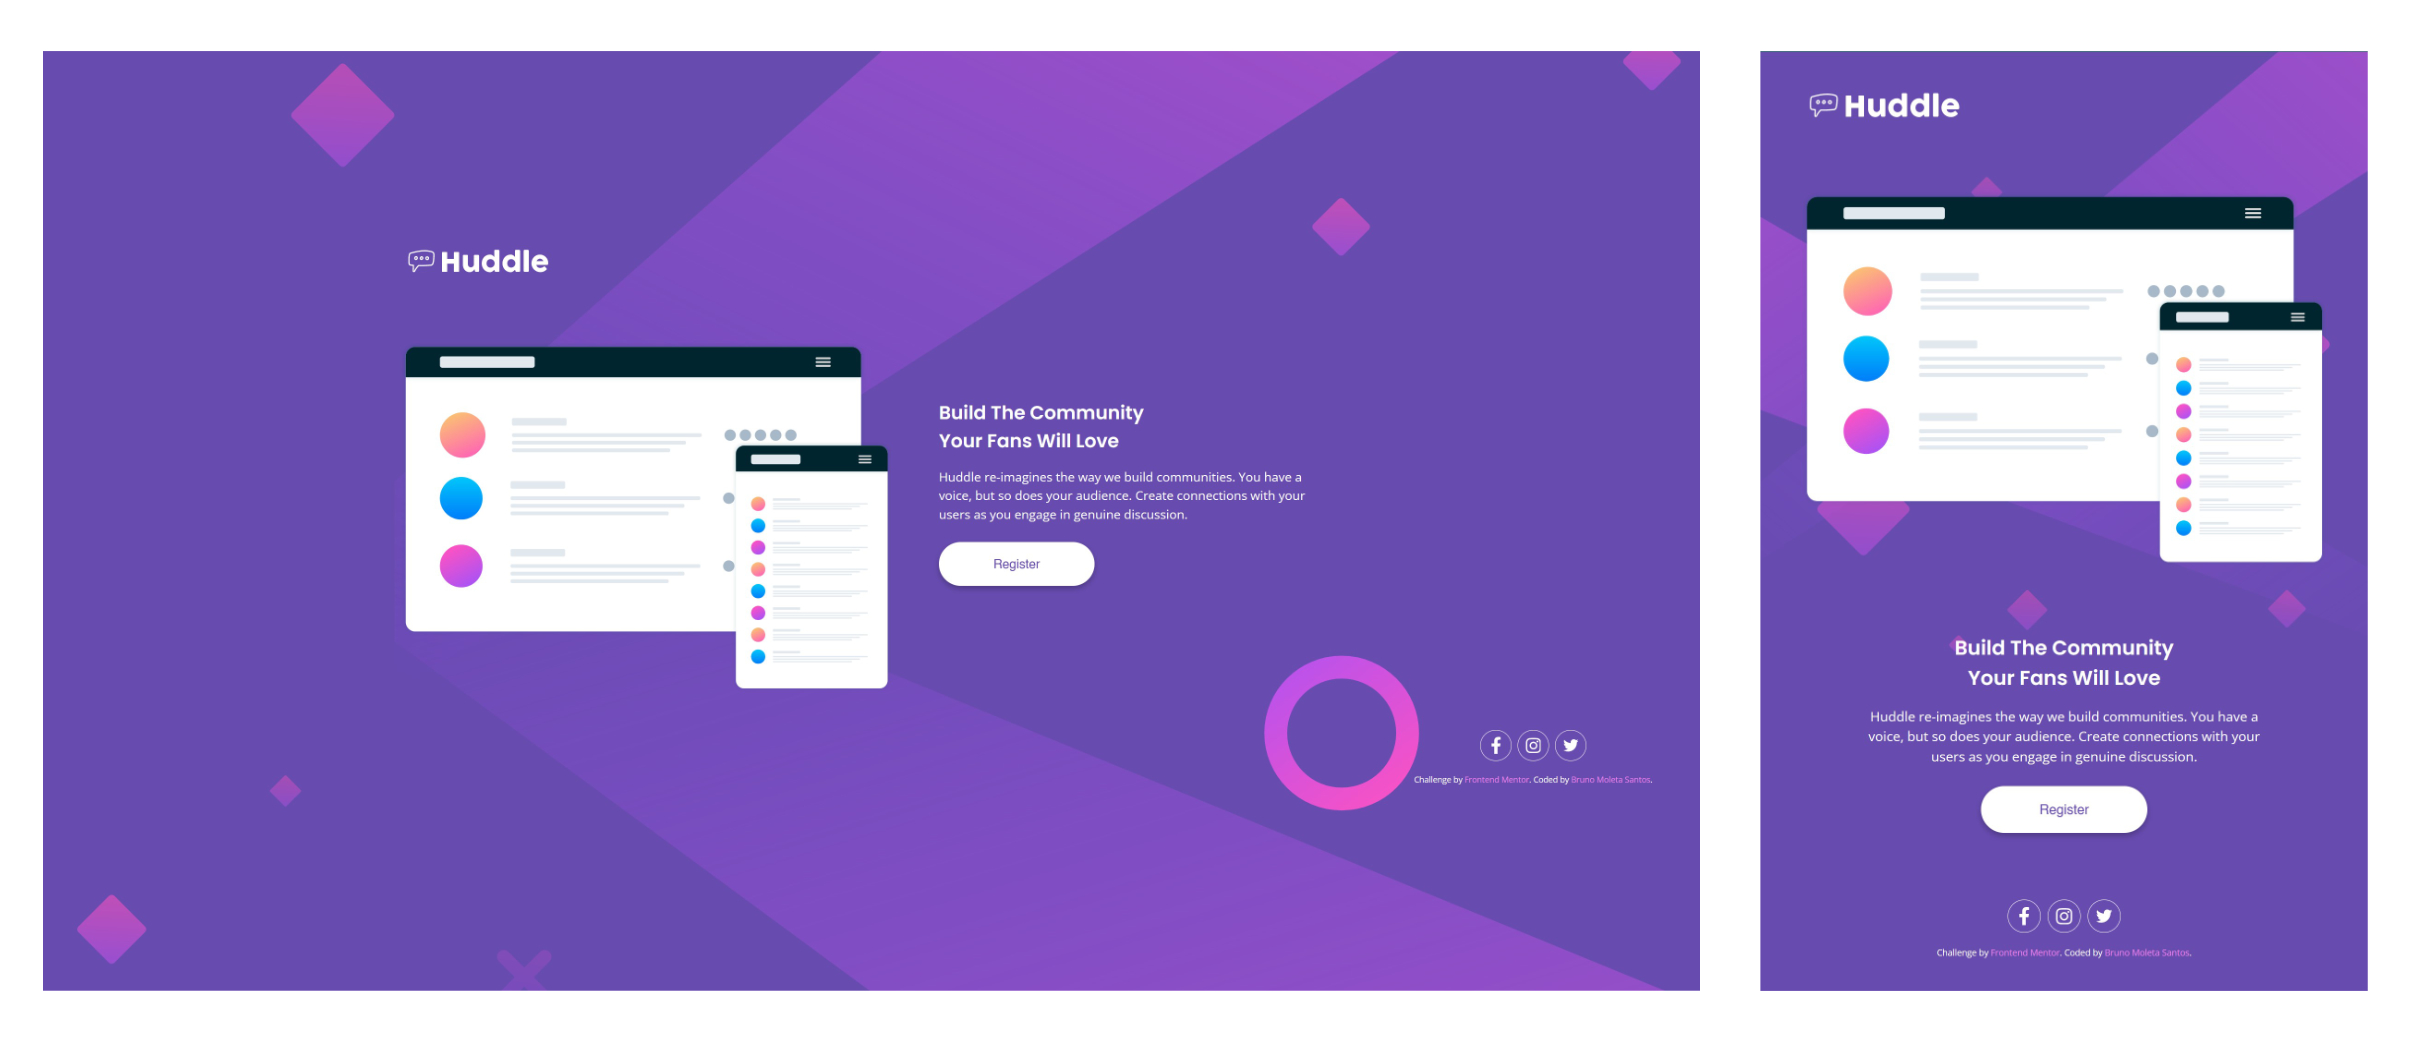 Huddle
Build The Community
Your Fans Will Love
Huddle re-imagines the way we build communities. You have a
voice, but so does your audience. Create connections with your
users as you engage in genuine discussion.
Register
Challenge by Frontend Mentor. Coded by Bruno Moleta Santos.
Huddle
Build The Community
Your Fans Will Love
Huddle re-imagines the way we build communities. You have a
voice, but so does your audience. Create connections with your
users as you engage in genuine discussion.
Register
Challenge by Frontend Mentor. Coded by Bruno Moleta Santos.